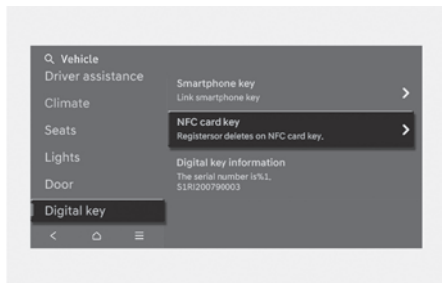 Vehicle
Driver assistance
Climate
Seats
Lights
Door
Digital key
Smartphone key
Link smartphone key
NFC card key
Registersor deletes on NFC card key,
Digital key information
The serial number is%1,
S1RI200790003